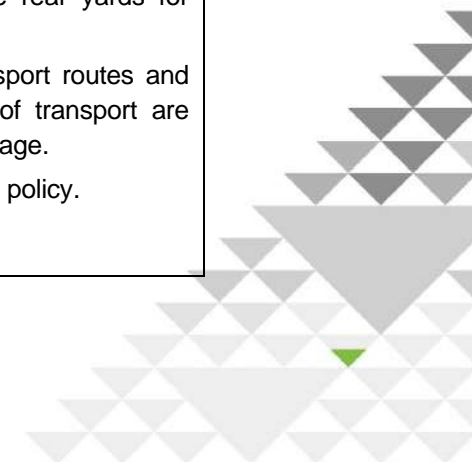 rear yards for
sport routes and
of transport are
age.
policy.